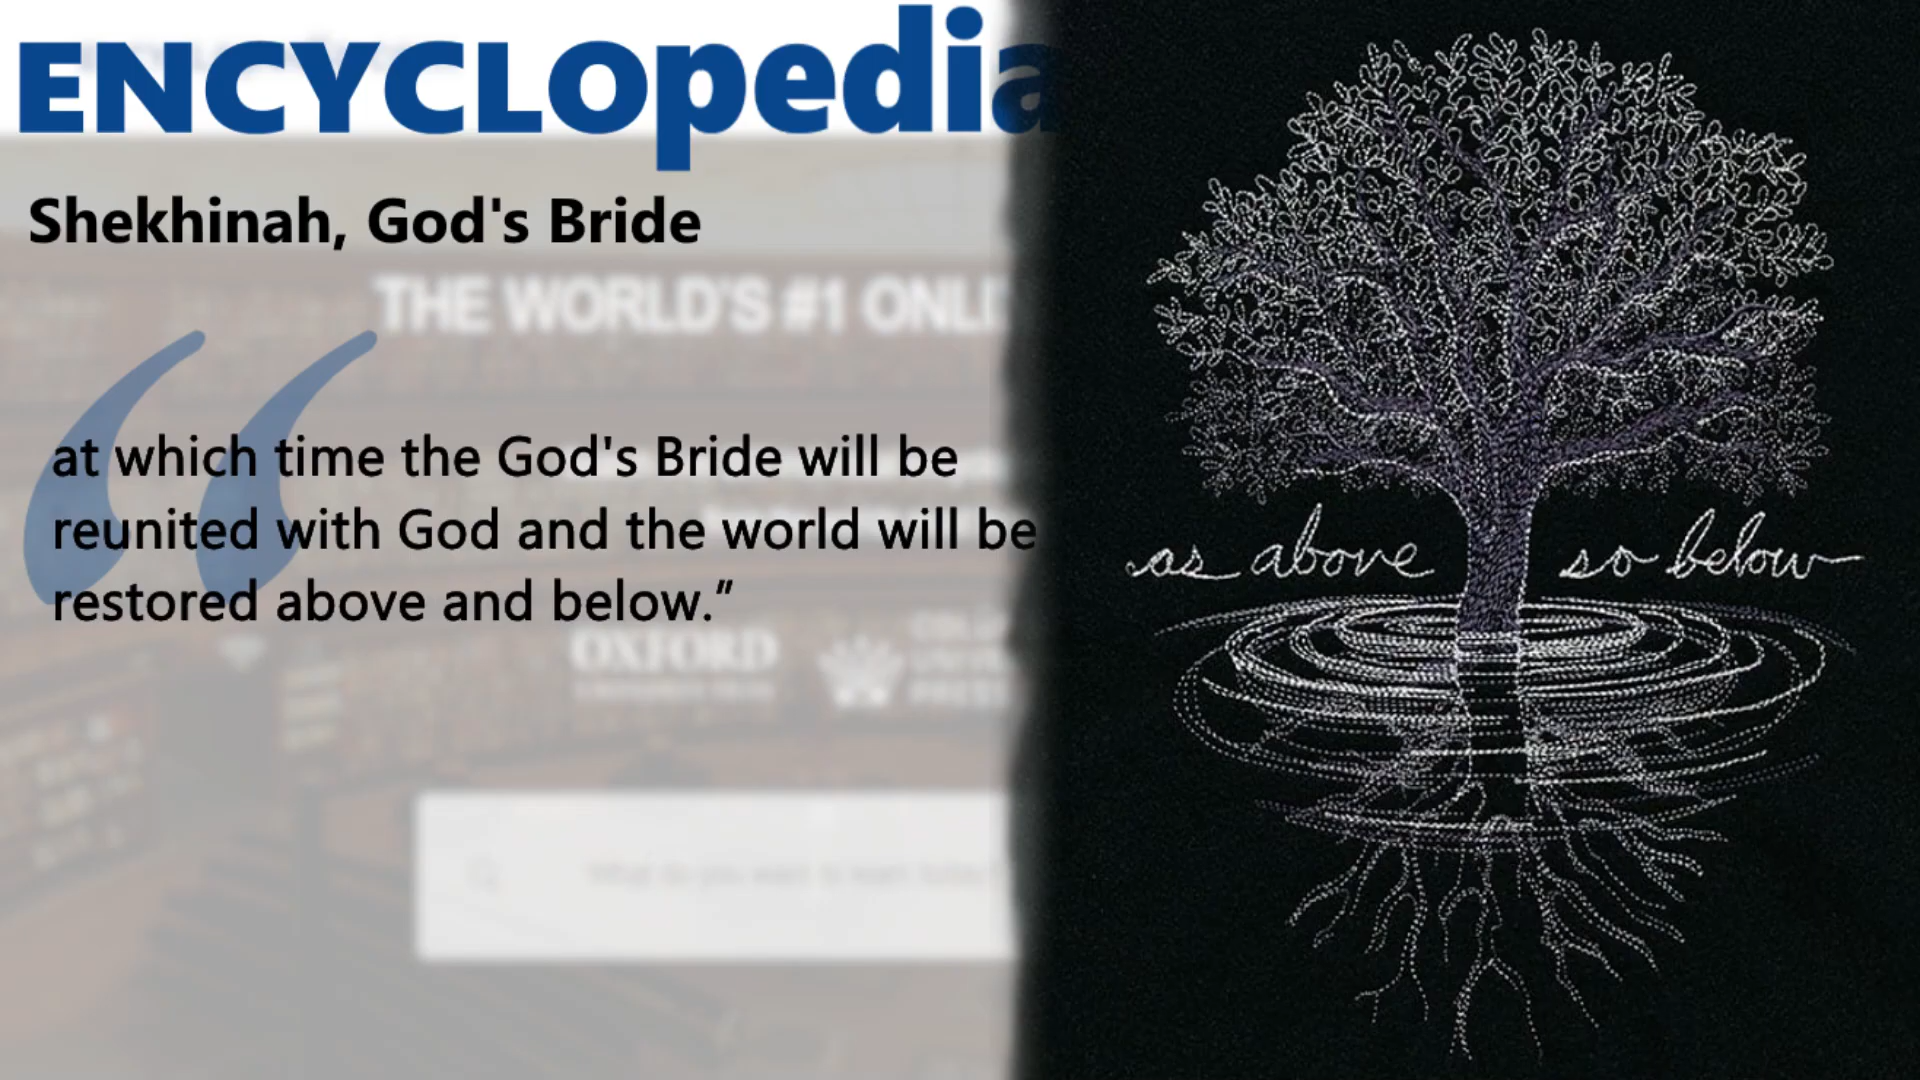 ENCYCLopedia
Shekhinah, God's Bride
THE WORLD'S #1
at which time the God's Bride will be
reunited with God and the world will be
restored above and below.”
as above so below
OXFORD